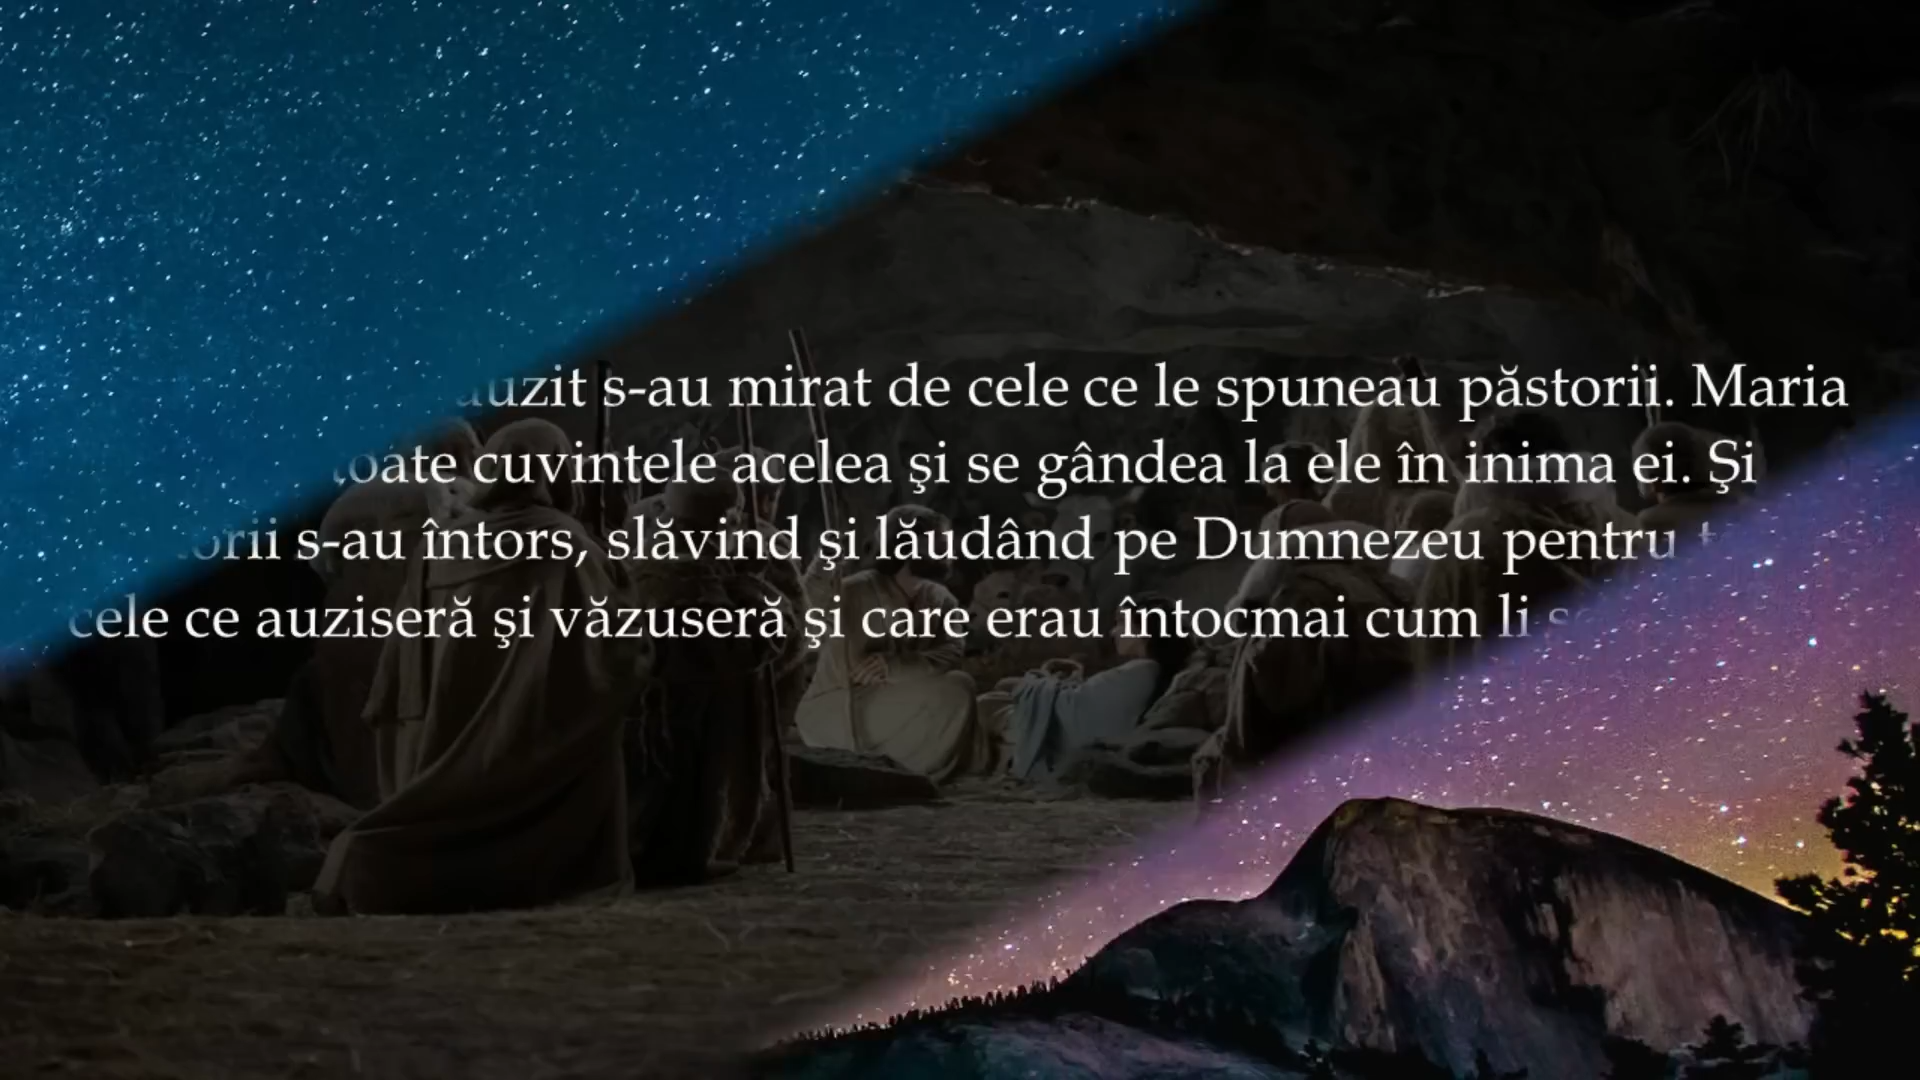 auzit s-au mirat de cele ce le spuneau păstorii. Maria
toate cuvintele acelea şi se gândea la ele în inima ei. Şi
s-au întors, slăvind şi lăudând pe Dumnezeu pentru
cele ce auziseră şi văzuseră şi care erau întocmai cum li